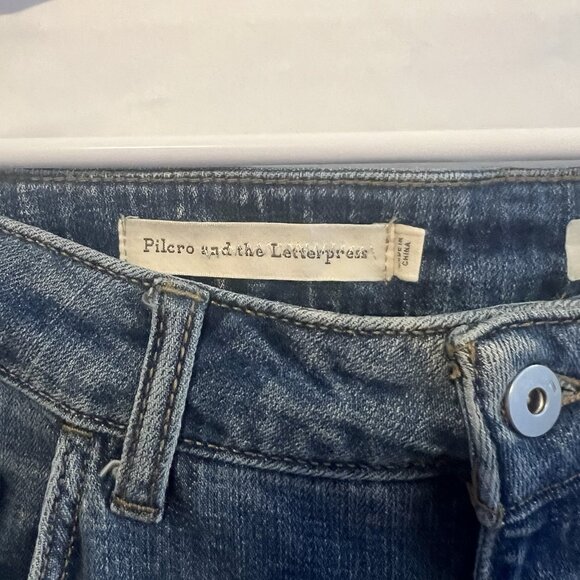 Pilcro and the Letterpress
MADE IN
CHINA